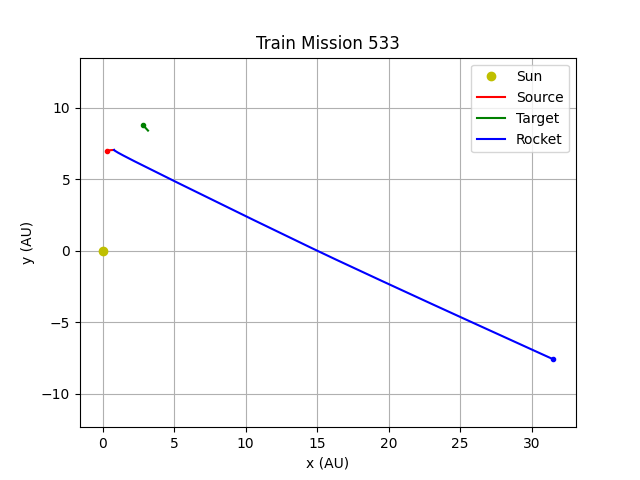 Train Mission 533
Sun
Source
Target
Rocket
10
5
0
−5
−10
y (AU)
0 5 10 15 20 25 30
x (AU)